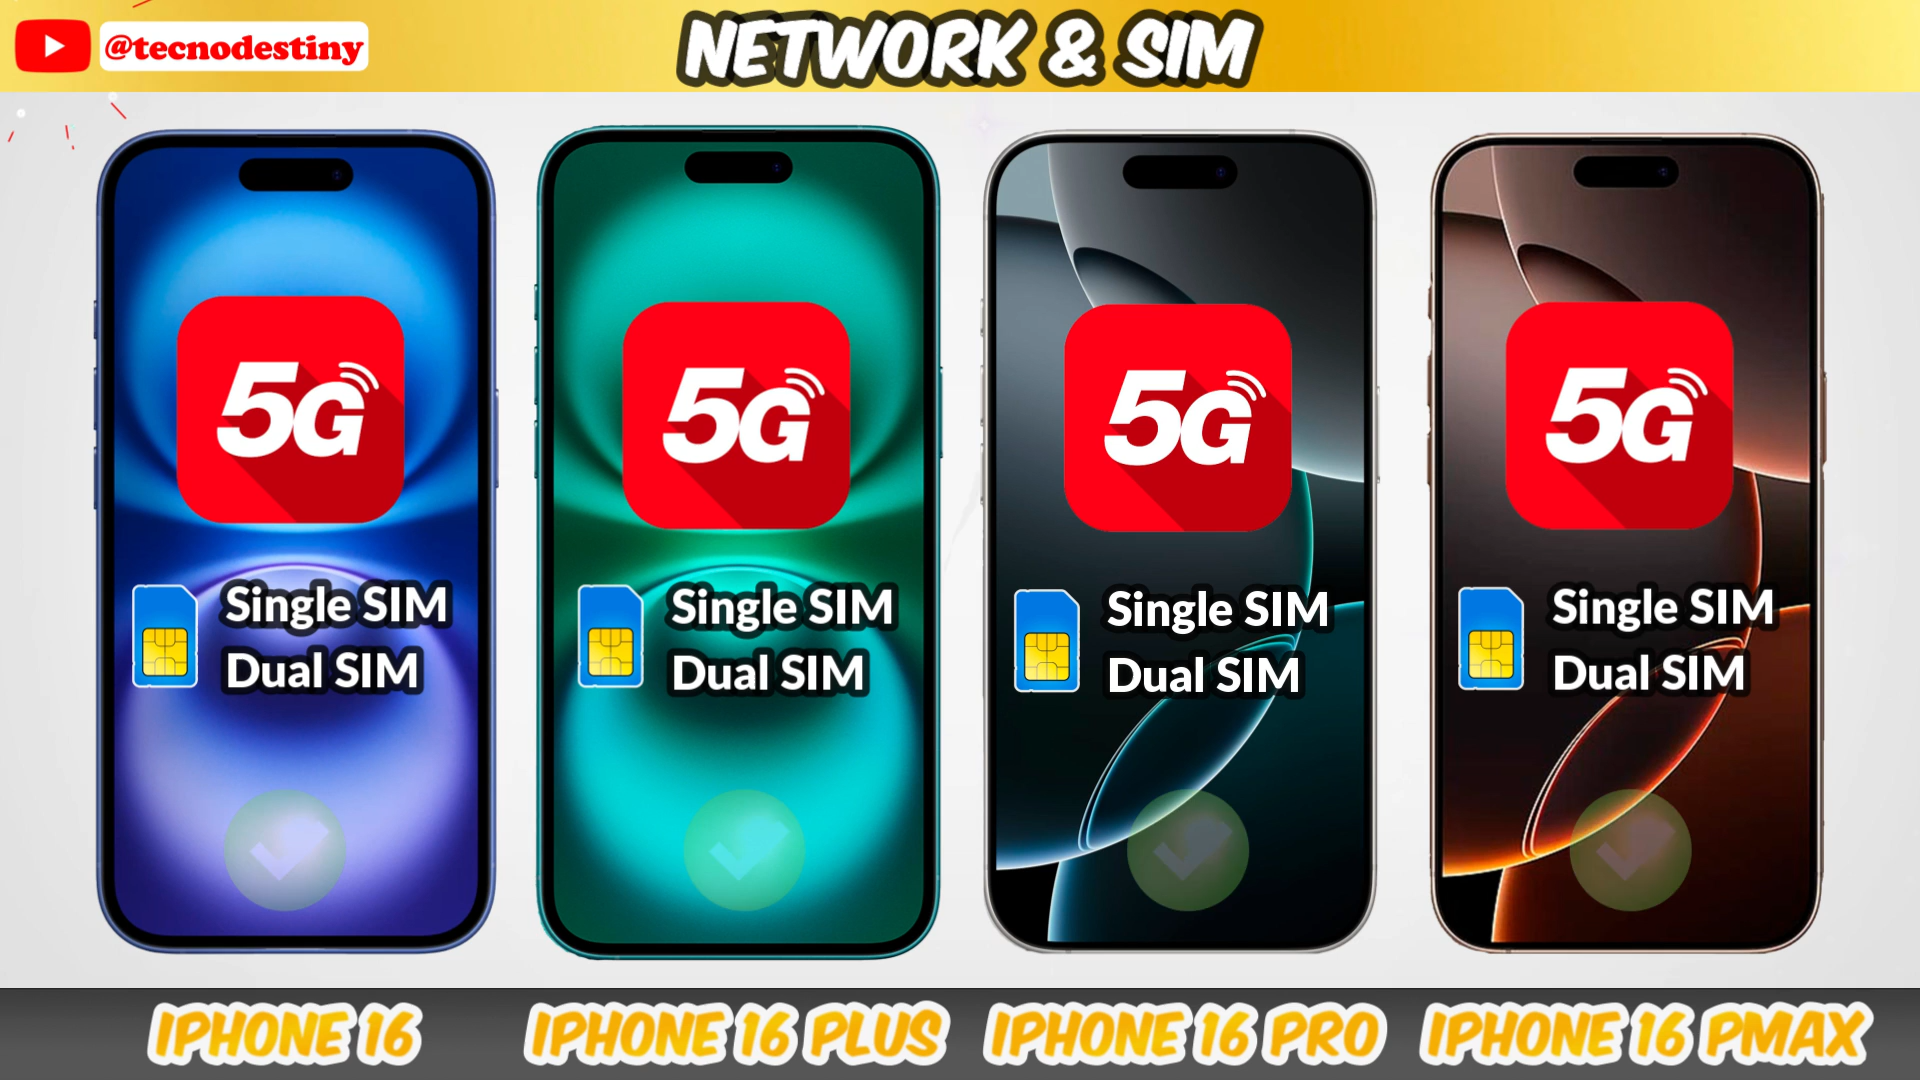 @tecnodestiny
NETWORK & SIM
5G
Single SIM
Dual SIM
5G
Single SIM
Dual SIM
5G
Single SIM
Dual SIM
5G
Single SIM
Dual SIM
IPHONE 16
IPHONE 16 PLUS
IPHONE 16 PRO
IPHONE 16 PMAX